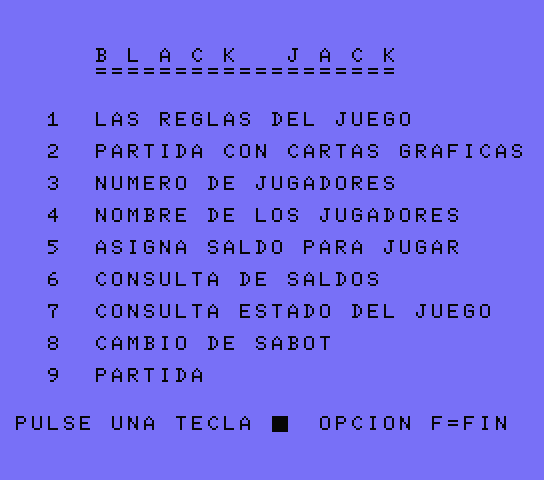 B L A C K   J A C K
===================
1 LAS REGLAS DEL JUEGO
2 PARTIDA CON CARTAS GRAFICAS
3 NUMERO DE JUGADORES
4 NOMBRE DE LOS JUGADORES
5 ASIGNA SALDO PARA JUGAR
6 CONSULTA DE SALDOS
7 CONSULTA ESTADO DEL JUEGO
8 CAMBIO DE SABOT
9 PARTIDA
PULSE UNA TECLA ■ OPCION F=FIN